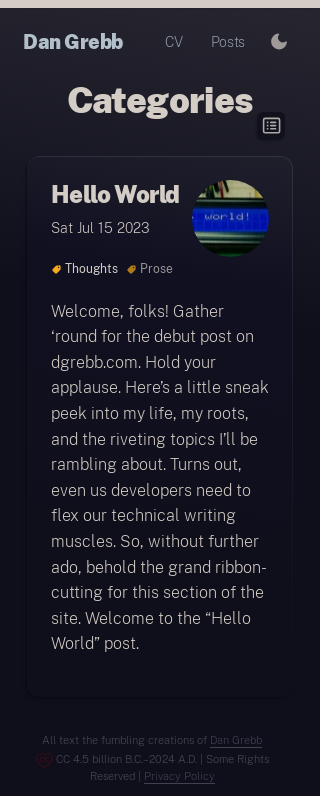 Dan Grebb CV Posts
Categories
Hello World
world!
Sat Jul 15 2023
Thoughts Prose
Welcome, folks! Gather
‘round for the debut post on
dgrebb.com. Hold your
applause. Here’s a little sneak
peek into my life, my roots,
and the riveting topics I’ll be
rambling about. Turns out,
even us developers need to
flex our technical writing
muscles. So, without further
ado, behold the grand ribbon-
cutting for this section of the
site. Welcome to the “Hello
World” post.
All text the fumbling creations of Dan Grebb
CC 4.5 billion B.C.–2024 A.D. | Some Rights
Reserved | Privacy Policy